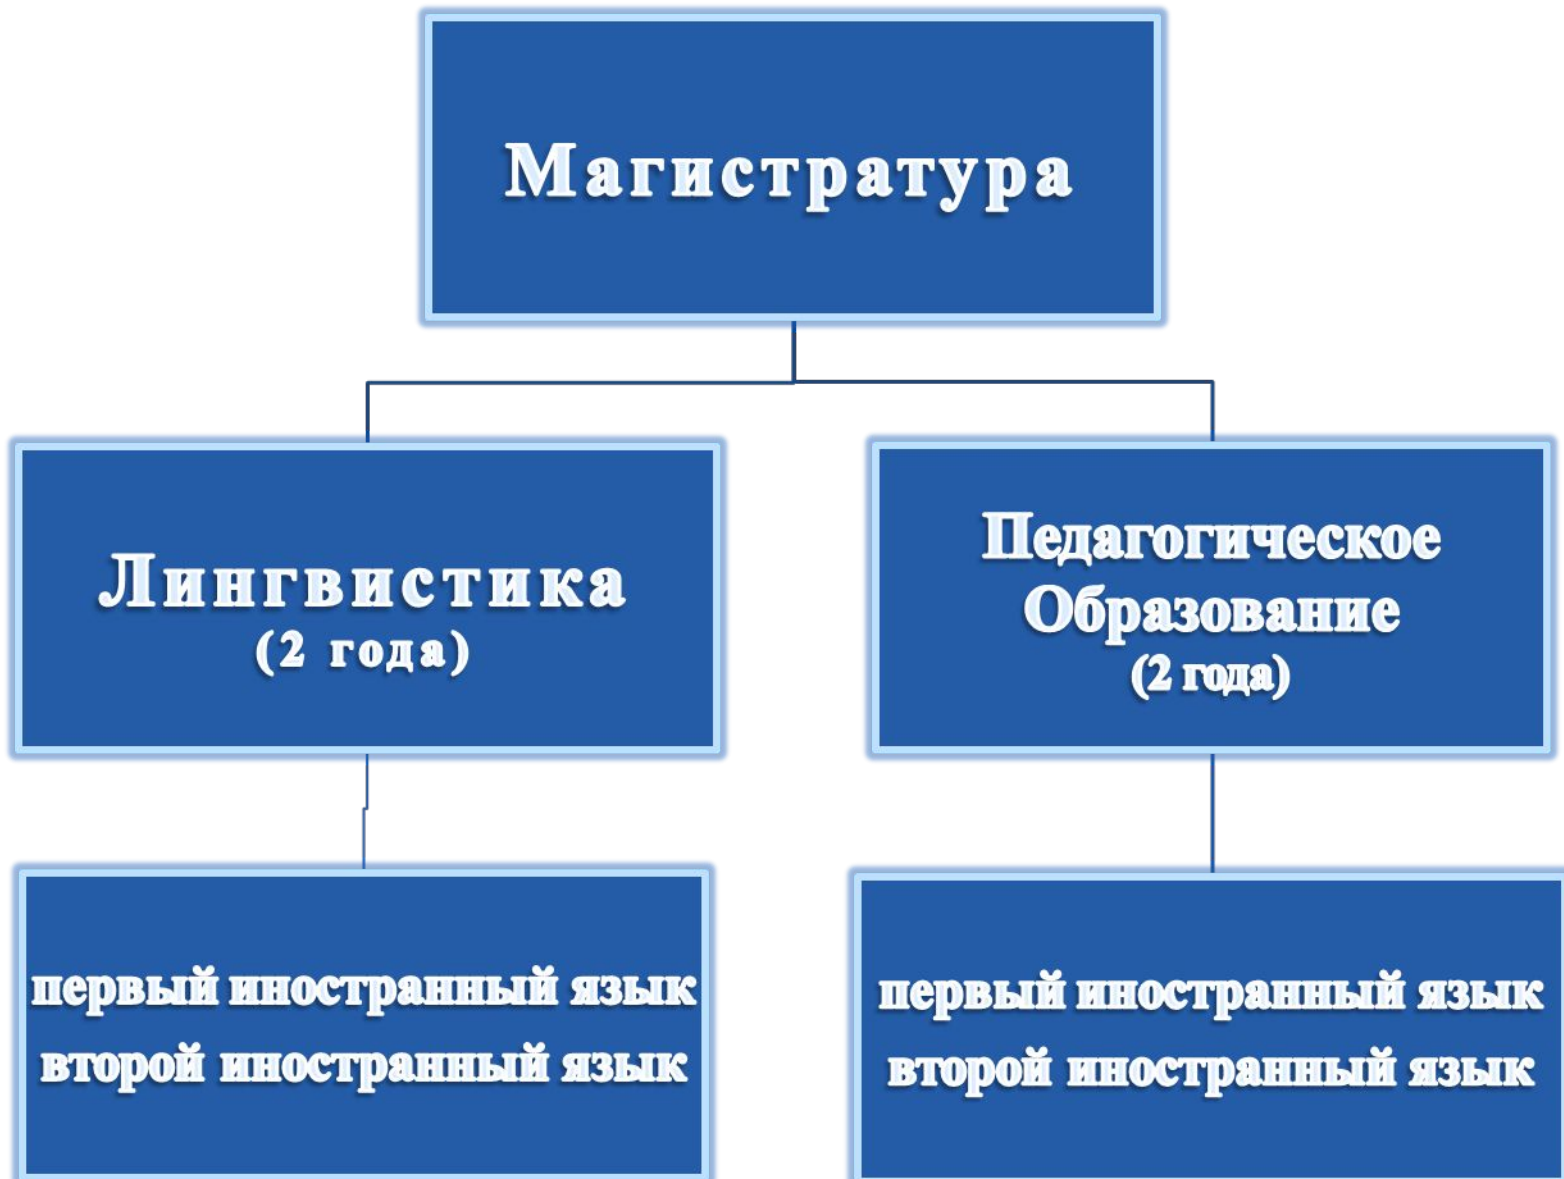 Магистратура
Лингвистика
(2 года)
Педагогическое
Образование
(2 года)
первый иностранный язык
второй иностранный язык
первый иностранный язык
второй иностранный язык